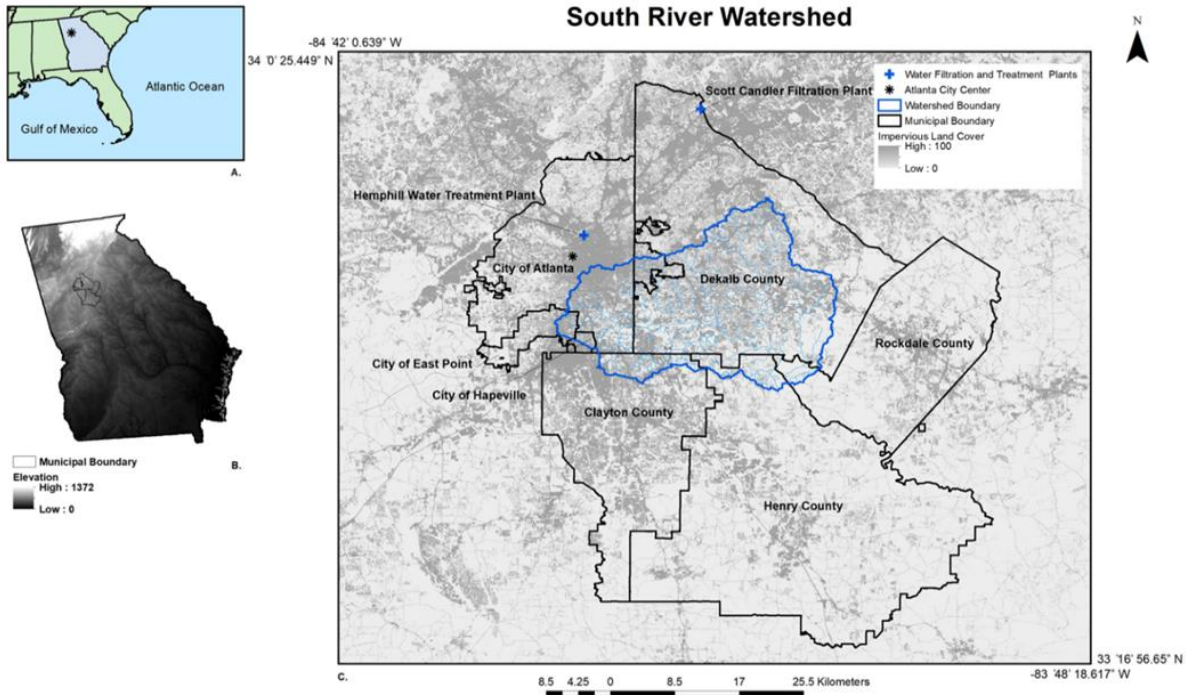 South River Watershed
N
-84 42 0.639" W
34 0' 25.449" N
Atlantic Ocean
Gulf of Mexico
A.
Water Filtration and Treatment Plants
Atlanta City Center
Watershed Boundary
Municipal Boundary
Impervious Land Cover
High : 100
Low : 0
Scott Candler Filtration Plant
Hemphill Water Treatment Plant
City of Atlanta
Dekalb County
Rockdale County
City of East Point
City of Hapeville
Clayton County
Henry County
Municipal Boundary
B.
Elevation
High : 1372
Low : 0
C.
33 16 '56.65" N
-83 48' 18.617" W
8.5 4.25 0 8.5 17 25.5 Kilometers